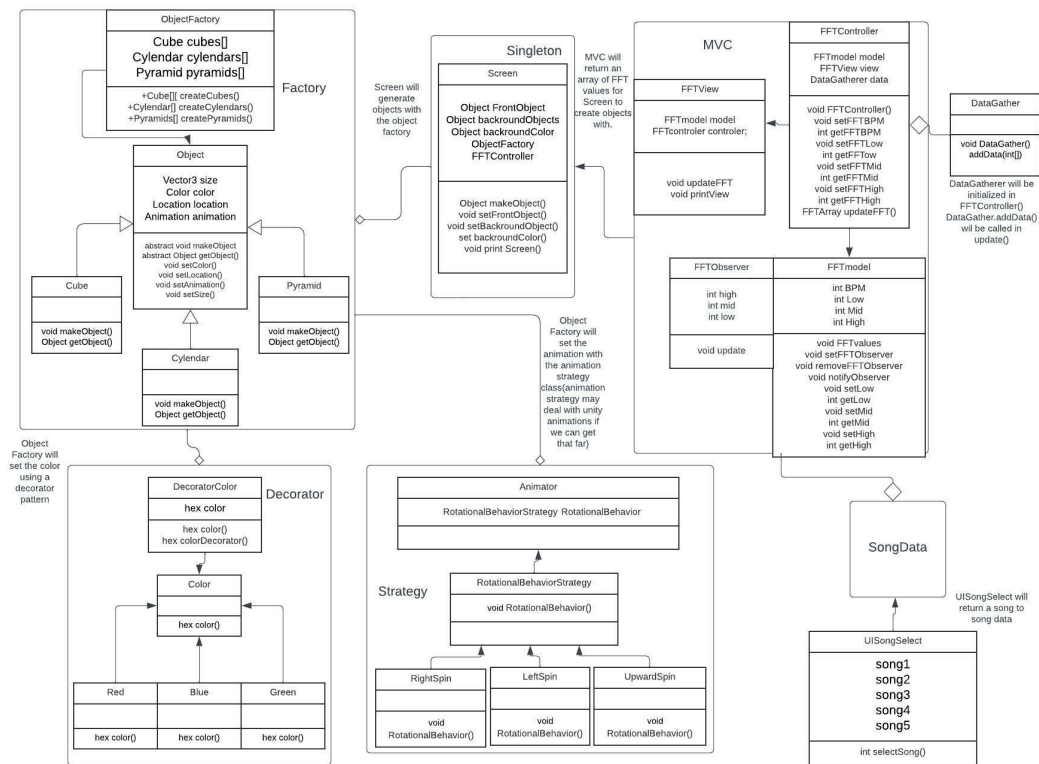 ObjectFactory
Cube cubes[]
Cylendar cylendars[]
Pyramid pyramids[]
+Cube[][ createCubes()
+Cylendar[] createCylendars()
+Pyramids[] createPyramids()
Factory
Object
Vector3 size
Color color
Location location
Animation animation
abstract void makeObject
abstract Object getObject()
void setColor()
void setLocation()
void setAnimation()
void setSize()
Cube
void makeObject()
Object getObject()
Pyramid
void makeObject()
Object getObject()
Cylendar
void makeObject()
Object getObject()
Screen will
generate
objects with
the object
factory
Singleton
Screen
Object FrontObject
Object backroundObjects
Object backroundColor
ObjectFactory
FFTController
Object makeObject()
void setFrontObject()
void setBackroundObject()
set backroundColor()
void print Screen()
MVC will
return an
array of FFT
values for
Screen to
create objects
with.
MVC
FFTView
FFTmodel model
FFTcontroler controler;
void updateFFT
void printView
FFTController
FFTmodel model
FFTView view
DataGatherer data
void FFTController()
void setFFTBPM
int getFFTBPM
void setFFTLow
int getFFTow
void setFFTMid
int getFFTMid
void setFFTHigh
int getFFTHigh
FFTArray updateFFT()
DataGather
void DataGather()
addData(int[])
DataGatherer will be
initialized in
FFTController()
DataGather.addData()
wil be called in
update()
FFTObserver
int high
int mid
int low
void update
FFTmodel
int BPM
int Low
int Mid
int High
void FFTvalues
void setFFTObserver
void removeFFTObserver
void notifyObserver
void setLow
int getLow
void setMid
int getMid
void setHigh
int getHigh
Object
Factory will
set the
animation with
the animation
strategy
class(animation
strategy may
deal with unity
animations if
we can get
that far)
Object
Factory will
set the color
using a
decorator
pattern
Decorator
DecoratorColor
hex color
hex color()
hex colorDecorator()
Color
hex color()
Red
hex color()
Blue
hex color()
Green
hex color()
Animator
RotationalBehaviorStrategy RotationalBehavior
Strategy
RotationalBehaviorStrategy
void RotationalBehavior()
RightSpin
void
RotationalBehavior()
LeftSpin
void
RotationalBehavior()
UpwardSpin
void
RotationalBehavior()
SongData
UISongSelect will
return a song to
song data
UISongSelect
song1
song2
song3
song4
song5
int selectSong()